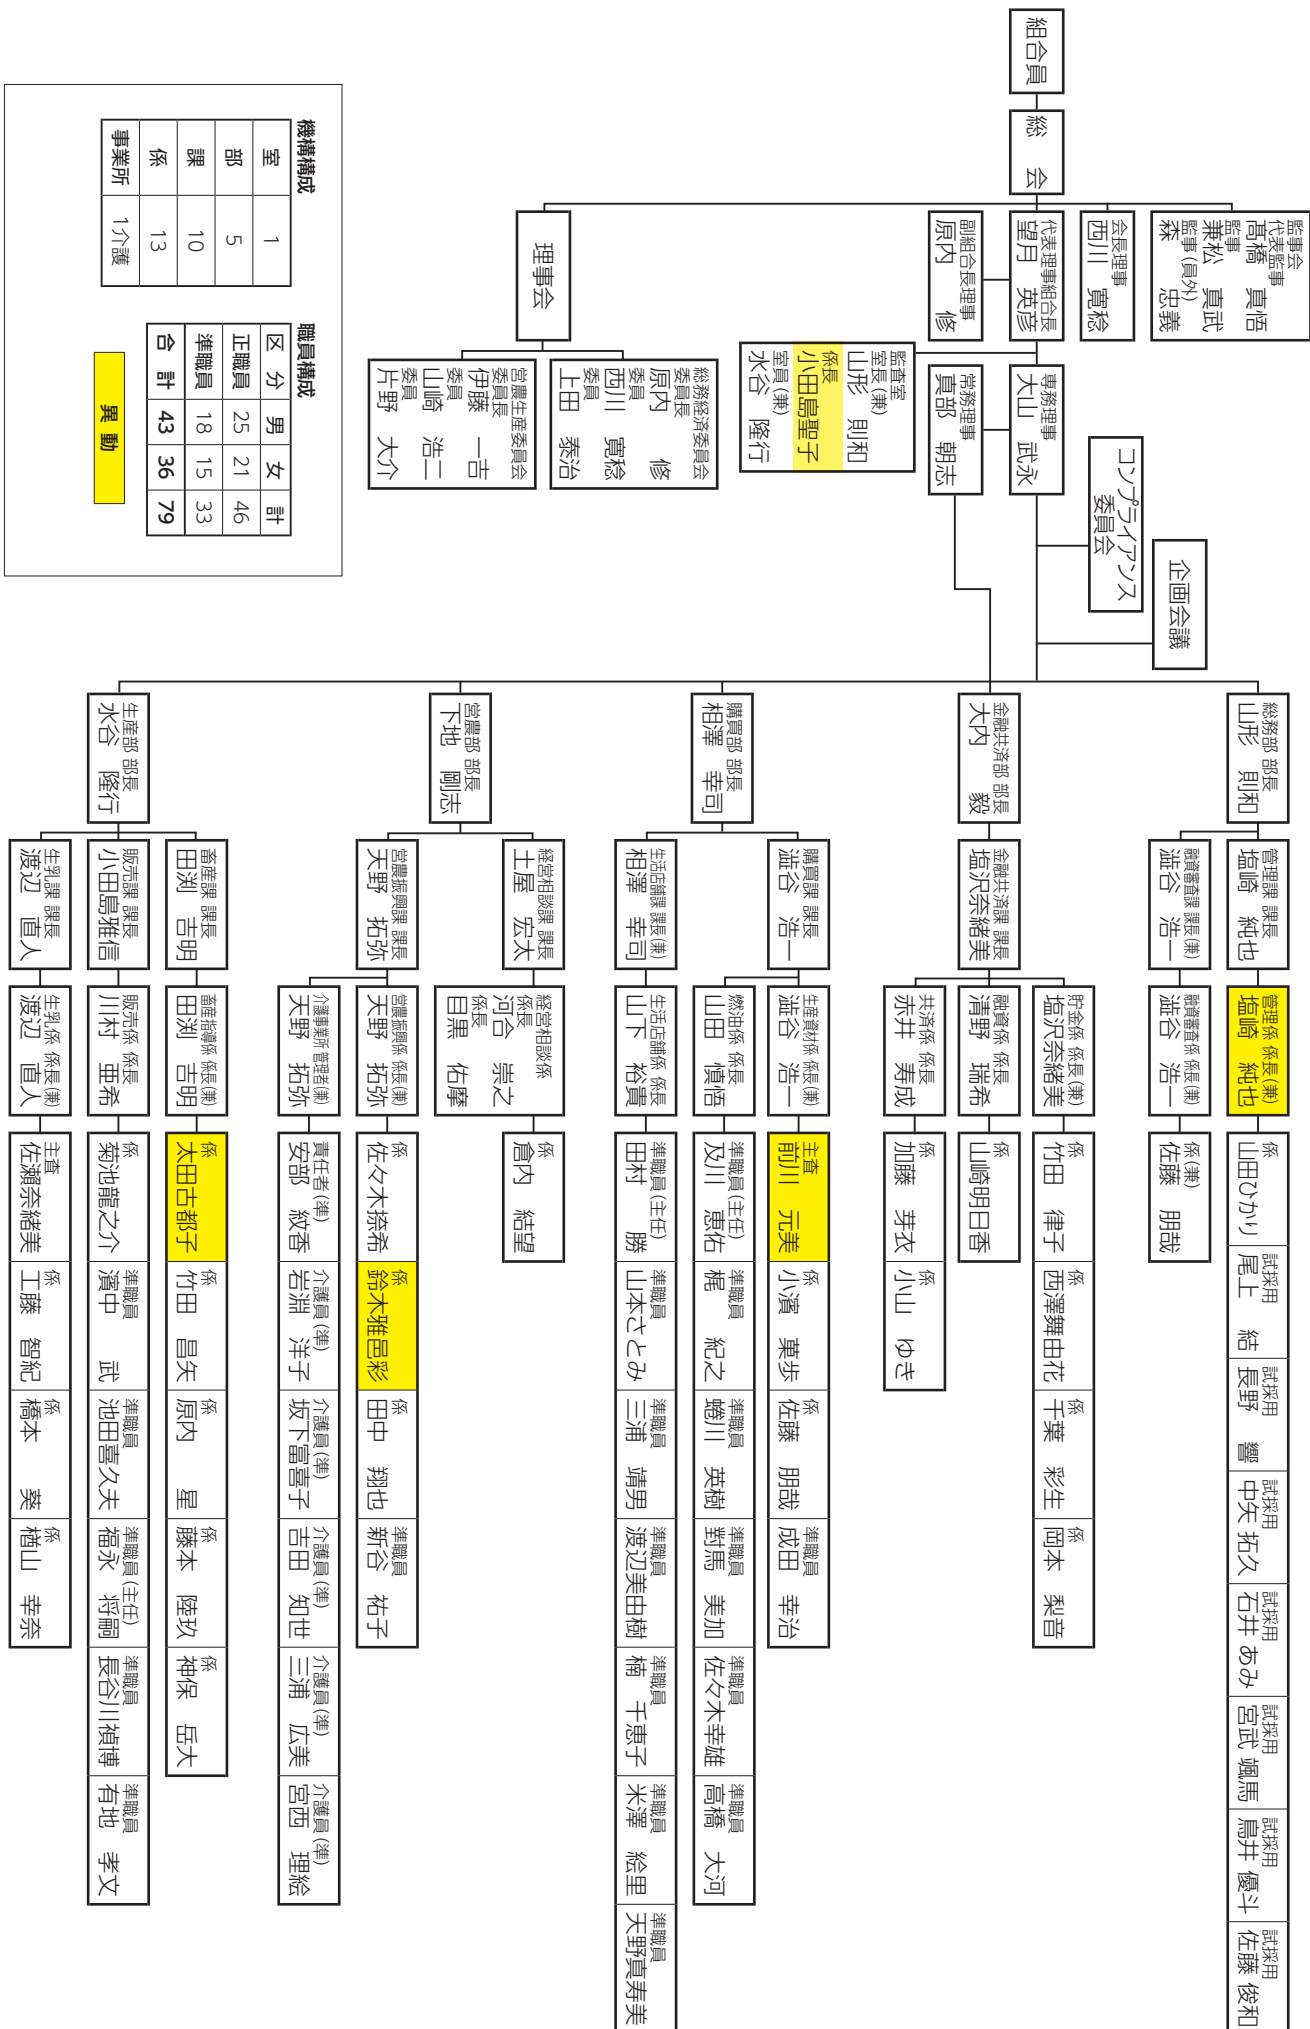 組合員
総　会
監事会
代表監事
髙橋　真悟
監事
兼松　真武
監事(員外)
森　　忠義
会長理事
西川　寛稔
代表理事組合長
望月　英彦
副組合長理事
原内　　修
理事会
専務理事
大山　武永
常務理事
真部　朝志
監査室
室長(兼)
山形　則和
係長
小田島聖子
室員(兼)
水谷　隆行
総務経済委員会
委員長
原内　　修
委員
西川　寛稔
委員
上田　泰治
営農生産委員会
委員長
伊藤　一吉
委員
山崎　浩二
委員
片野　大介
コンプライアンス
委員会
企画会議
総務部 部長
山形　則和
管理課 課長
塩崎　純也
管理係 係長(兼)
塩崎　純也
係
山田ひかり
試採用
尾上　結
試採用
長野　響
試採用
中矢 拓久
試採用
石井 あみ
試採用
宮武 颯馬
試採用
鳥井 優斗
試採用
佐藤 俊和
融資審査課 課長(兼)
澁谷　浩一
融資審査係 係長(兼)
澁谷　浩一
係(兼)
佐藤　朋哉
金融共済部 部長
大内　　毅
金融共済課 課長
塩沢奈緒美
貯金係 係長(兼)
塩沢奈緒美
係
竹田　律子
係
西澤舞由花
係
千葉　彩生
係
岡本　梨音
融資係 係長
清野　瑞希
係
山崎明日香
共済係 係長
赤井　寿成
係
加藤　芽衣
係
小山　ゆき
購買部 部長
相澤　幸司
購買課 課長
澁谷　浩一
生産資材係 係長(兼)
澁谷　浩一
主査
前川　元美
係
小濱　菓歩
係
佐藤　朋哉
準職員
成田　幸治
燃油係 係長
山田　慎悟
準職員(主任)
及川　恵佑
準職員
梶　　紀之
準職員
蜷川　英樹
準職員
對馬　美加
準職員
佐々木幸雄
準職員
高橋　大河
生活店舗課 課長(兼)
相澤　幸司
生活店舗係 係長
山下　裕貴
準職員(主任)
田村　　勝
準職員
山本さとみ
準職員
三浦　靖男
準職員
渡辺美由樹
準職員
楠　千恵子
準職員
米澤　絵里
準職員
天野真寿美
営農部 部長
下地　剛志
経営相談課 課長
土屋　宏太
経営相談係
係長
河合　崇之
係長
目黒　佑摩
係
倉内　結望
営農振興課 課長
天野　拓弥
営農振興係 係長(兼)
天野　拓弥
係
佐々木捺希
係
鈴木雅邑彩
係
田中　翔也
準職員
新谷　祐子
介護事業所 管理者(兼)
天野　拓弥
責任者(準)
安部　紋香
介護員(準)
岩淵　洋子
介護員(準)
坂下富喜子
介護員(準)
吉田　知世
介護員(準)
三浦　広美
介護員(準)
宮西　理絵
生産部 部長
水谷　隆行
畜産課 課長
田渕　吉明
畜産指導係 係長(兼)
田渕　吉明
係
太田古都子
係
竹田　昌矢
係
原内　　星
係
藤本　陸玖
係
神保　岳大
販売課 課長
小田島雅信
販売係 係長
川村　亜希
係
菊池龍之介
準職員
濱中　　武
準職員
池田喜久夫
準職員(主任)
福永　将嗣
準職員
長谷川禎博
準職員
有地　孝文
生乳課 課長
渡辺　直人
生乳係 係長(兼)
渡辺　直人
主査
佐瀬奈緒美
係
工藤　智紀
係
橋本　　葵
係
楢山　幸奈
機構構成
室　1
部　5
課　10
係　13
事業所　1介護
職員構成
区　分　男　女　計
正職員　25　21　46
準職員　18　15　33
合　計　43　36　79
異 動